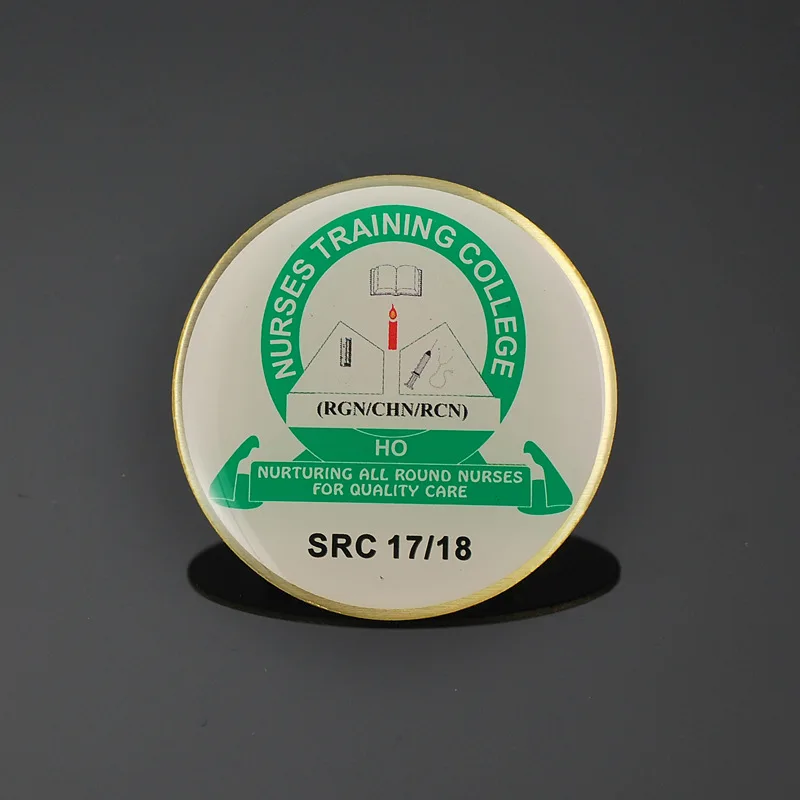 NURSES TRAINING COLLEGE
(RGN/CHN/RCN)
HO
NURTURING ALL ROUND NURSES
FOR QUALITY CARE
SRC 17/18